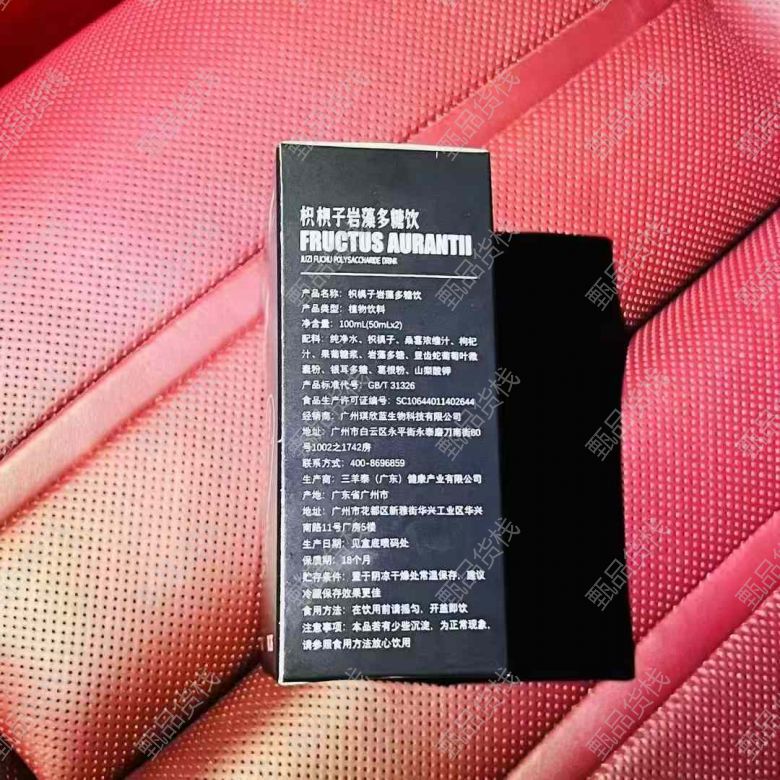 枳椇子岩藻多糖饮
FRUCTUS AURANTII
JUZI FUCHU POLYSACCHARIDE DRINK
产品名称：枳椇子岩藻多糖饮
产品类型：植物饮料
净含量：100mL(50mLx2)
配料：纯净水、枳椇子、桑葚浓缩汁、枸杞
汁、果葡糖浆、岩藻多糖、显齿蛇葡萄叶微
囊粉、银耳多糖、葛根粉、山梨酸钾
产品标准代号：GB/T 31326
食品生产许可证编号：SC10644011402644
经销商：广州琪欣蓝生物科技有限公司
地址：广州市白云区永平街永泰磨刀南街60
号1002之1742房
联系方式：400-8696859
生产商：三羊泰（广东）健康产业有限公司
产地：广东省广州市
地址：广州市花都区新雅街华兴工业区华兴
南路11号厂房5楼
生产日期：见盒底喷码处
保质期：18个月
贮存条件：置于阴凉干燥处常温保存，建议
冷藏保存效果更佳
食用方法：在饮用前请摇匀，开盖即饮
注意事项：本品若有少些沉淀，为正常现象，
请参照食用方法放心饮用
甄品货栈